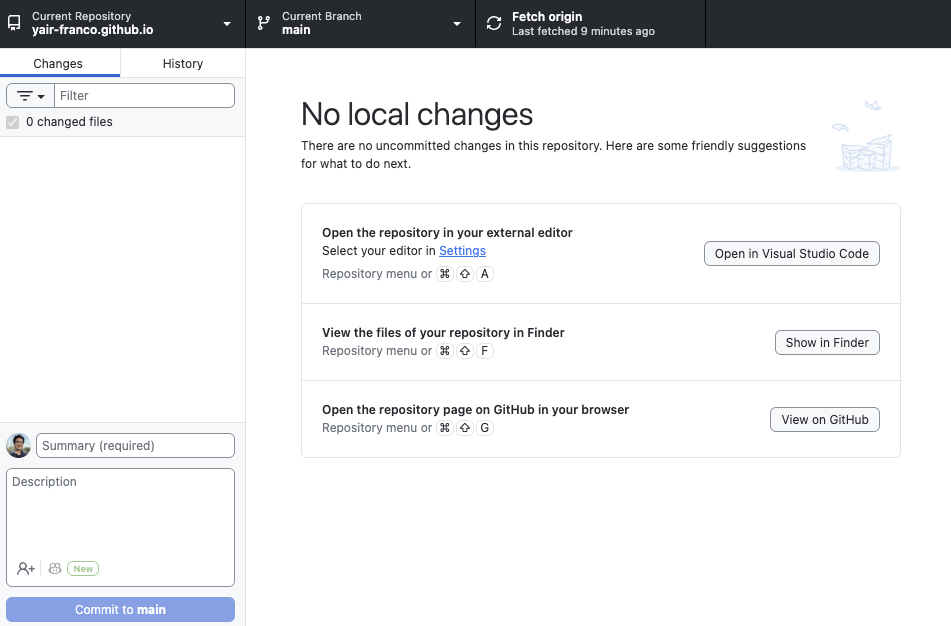 Current Repository
yair-franco.github.io
Current Branch
main
Fetch origin
Last fetched 9 minutes ago
Changes
History
Filter
0 changed files
No local changes
There are no uncommitted changes in this repository. Here are some friendly suggestions
for what to do next.
Open the repository in your external editor
Select your editor in Settings
Repository menu or ⌘ ⇧ A
Open in Visual Studio Code
View the files of your repository in Finder
Repository menu or ⌘ ⇧ F
Show in Finder
Open the repository page on GitHub in your browser
Repository menu or ⌘ ⇧ G
View on GitHub
Summary (required)
Description
New
Commit to main